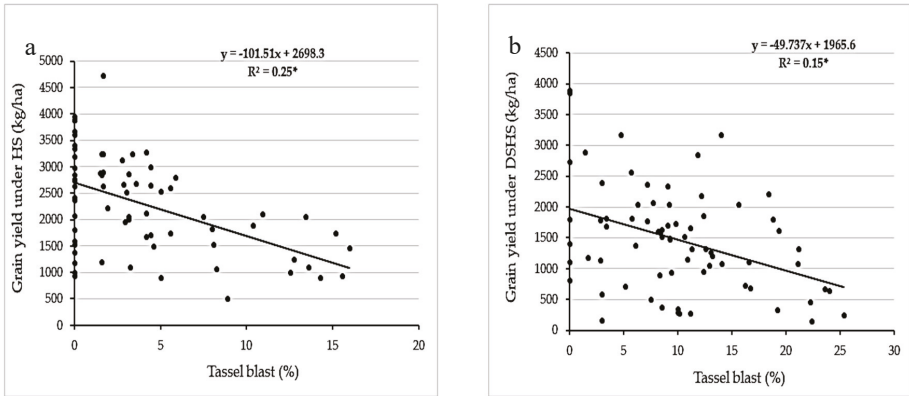 a
y = -101.51x + 2698.3
R² = 0.25*
Grain yield under HS (kg/ha)
5000
4500
4000
3500
3000
2500
2000
1500
1000
500
0
0 5 10 15 20
Tassel blast (%)
b
y = -49.737x + 1965.6
R² = 0.15*
Grain yield under DSHS (kg/ha)
4500
4000
3500
3000
2500
2000
1500
1000
500
0
0 5 10 15 20 25 30
Tassel blast (%)